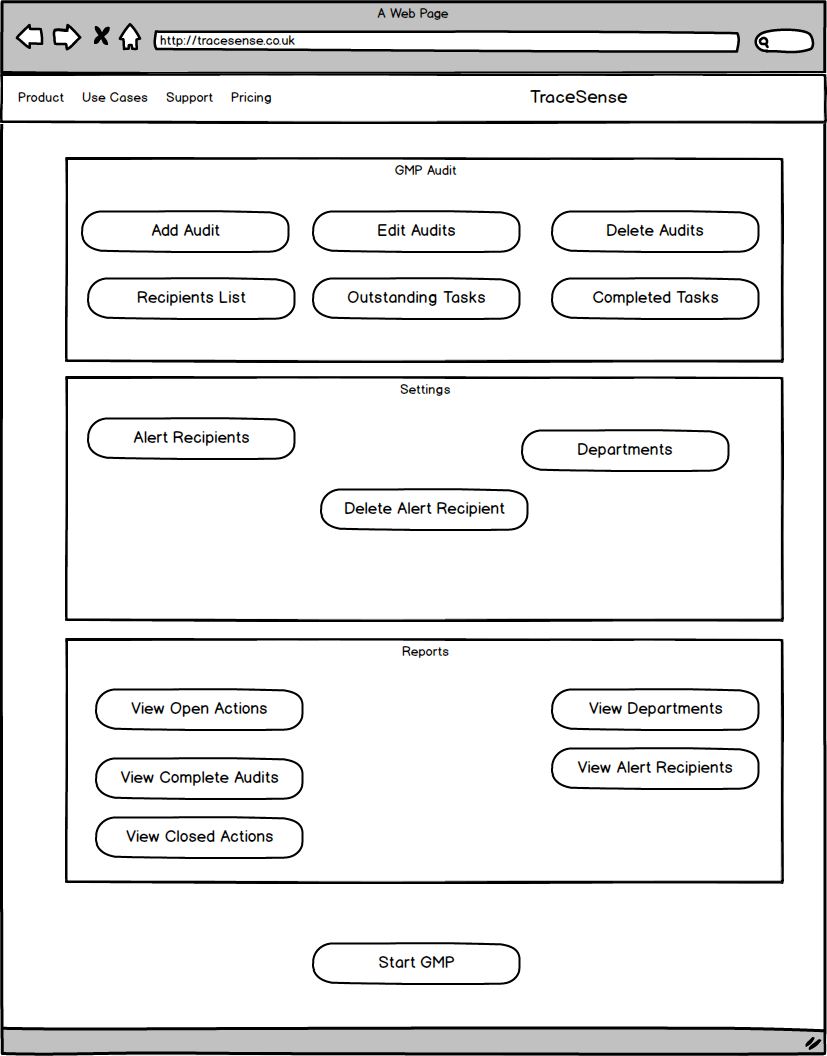 A Web Page
http://tracesense.co.uk
Product Use Cases Support Pricing TraceSense
GMP Audit
Add Audit Edit Audits Delete Audits
Recipients List Outstanding Tasks Completed Tasks
Settings
Alert Recipients
Departments
Delete Alert Recipient
Reports
View Open Actions View Departments
View Alert Recipients
View Complete Audits
View Closed Actions
Start GMP